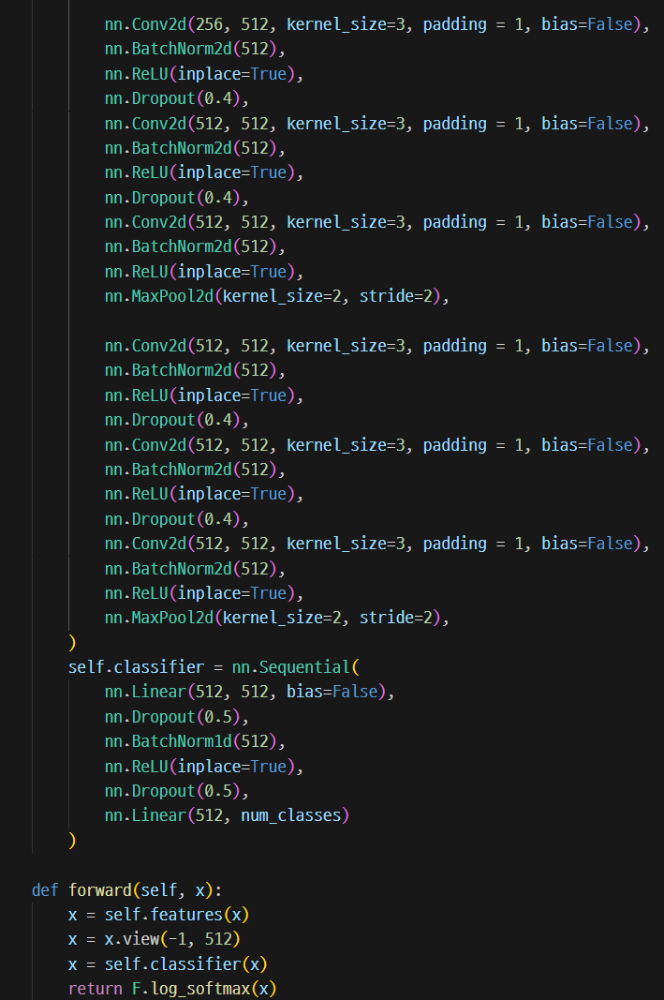 nn.Conv2d(256, 512, kernel_size=3, padding = 1, bias=False),
nn.BatchNorm2d(512),
nn.ReLU(inplace=True),
nn.Dropout(0.4),
nn.Conv2d(512, 512, kernel_size=3, padding = 1, bias=False),
nn.BatchNorm2d(512),
nn.ReLU(inplace=True),
nn.Dropout(0.4),
nn.Conv2d(512, 512, kernel_size=3, padding = 1, bias=False),
nn.BatchNorm2d(512),
nn.ReLU(inplace=True),
nn.MaxPool2d(kernel_size=2, stride=2),
nn.Conv2d(512, 512, kernel_size=3, padding = 1, bias=False),
nn.BatchNorm2d(512),
nn.ReLU(inplace=True),
nn.Dropout(0.4),
nn.Conv2d(512, 512, kernel_size=3, padding = 1, bias=False),
nn.BatchNorm2d(512),
nn.ReLU(inplace=True),
nn.Dropout(0.4),
nn.Conv2d(512, 512, kernel_size=3, padding = 1, bias=False),
nn.BatchNorm2d(512),
nn.ReLU(inplace=True),
nn.MaxPool2d(kernel_size=2, stride=2),
)
self.classifier = nn.Sequential(
nn.Linear(512, 512, bias=False),
nn.Dropout(0.5),
nn.BatchNorm1d(512),
nn.ReLU(inplace=True),
nn.Dropout(0.5),
nn.Linear(512, num_classes)
)
def forward(self, x):
x = self.features(x)
x = x.view(-1, 512)
x = self.classifier(x)
return F.log_softmax(x)